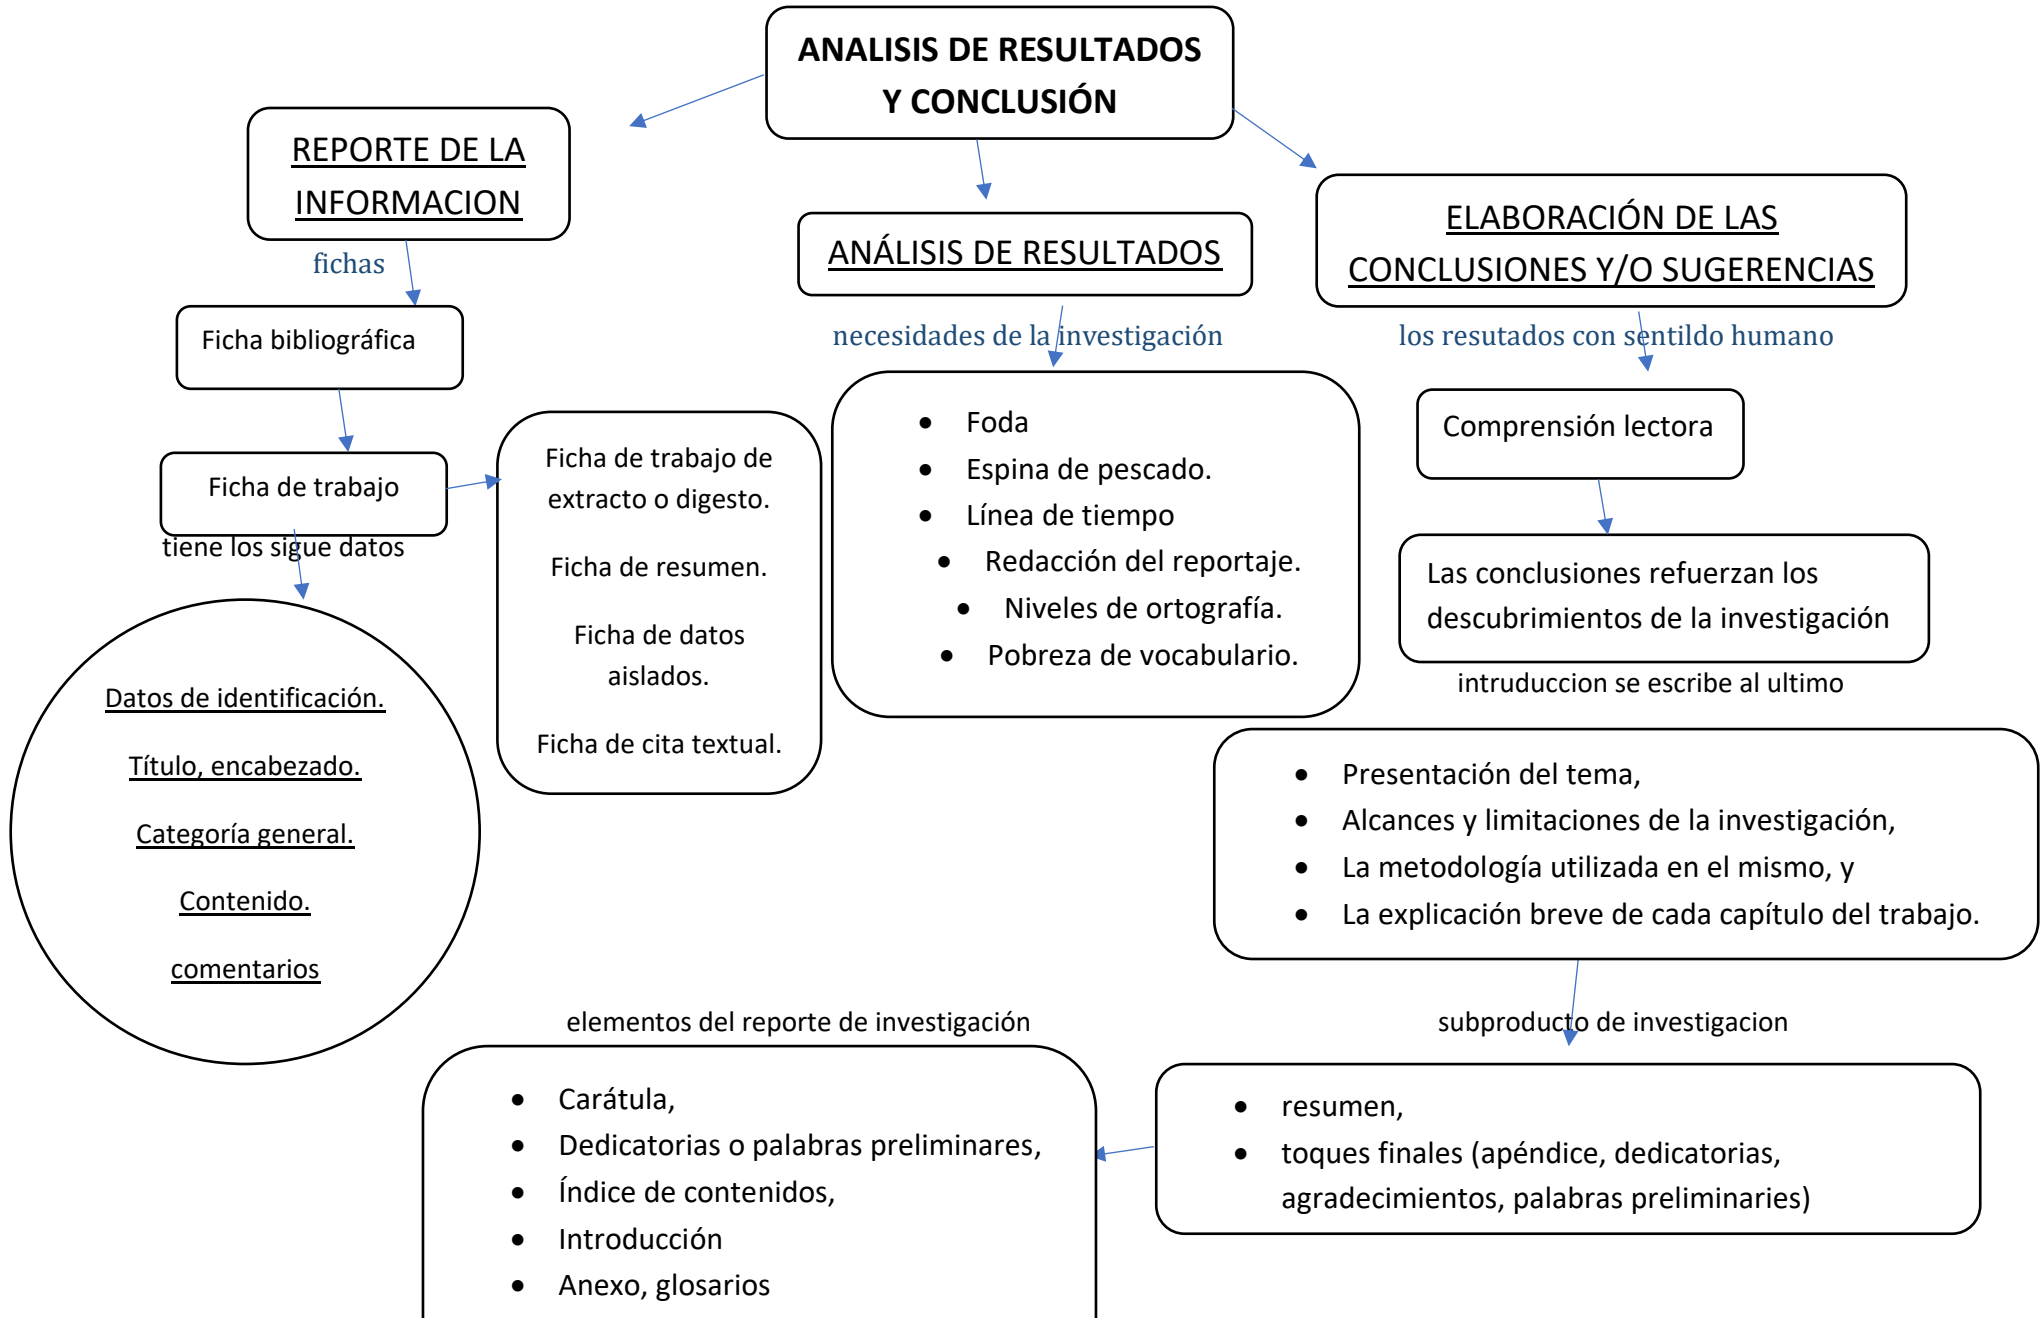 ANALISIS DE RESULTADOS
Y CONCLUSIÓN
REPORTE DE LA
INFORMACION
fichas
Ficha bibliográfica
Ficha de trabajo
tiene los sigue datos
Datos de identificación.
Título, encabezado.
Categoría general.
Contenido.
comentarios
Ficha de trabajo de
extracto o digesto.
Ficha de resumen.
Ficha de datos
aislados.
Ficha de cita textual.
ANÁLISIS DE RESULTADOS
necesidades de la investigación
• Foda
• Espina de pescado.
• Línea de tiempo
• Redacción del reportaje.
• Niveles de ortografía.
• Pobreza de vocabulario.
ELABORACIÓN DE LAS
CONCLUSIONES Y/O SUGERENCIAS
los resutados con sentildo humano
Comprensión lectora
Las conclusiones refuerzan los
descubrimientos de la investigación
intruduccion se escribe al ultimo
• Presentación del tema,
• Alcances y limitaciones de la investigación,
• La metodología utilizada en el mismo, y
• La explicación breve de cada capítulo del trabajo.
subproducto de investigacion
• resumen,
• toques finales (apéndice, dedicatorias,
agradecimientos, palabras preliminaries)
elementos del reporte de investigación
• Carátula,
• Dedicatorias o palabras preliminares,
• Índice de contenidos,
• Introducción
• Anexo, glosarios